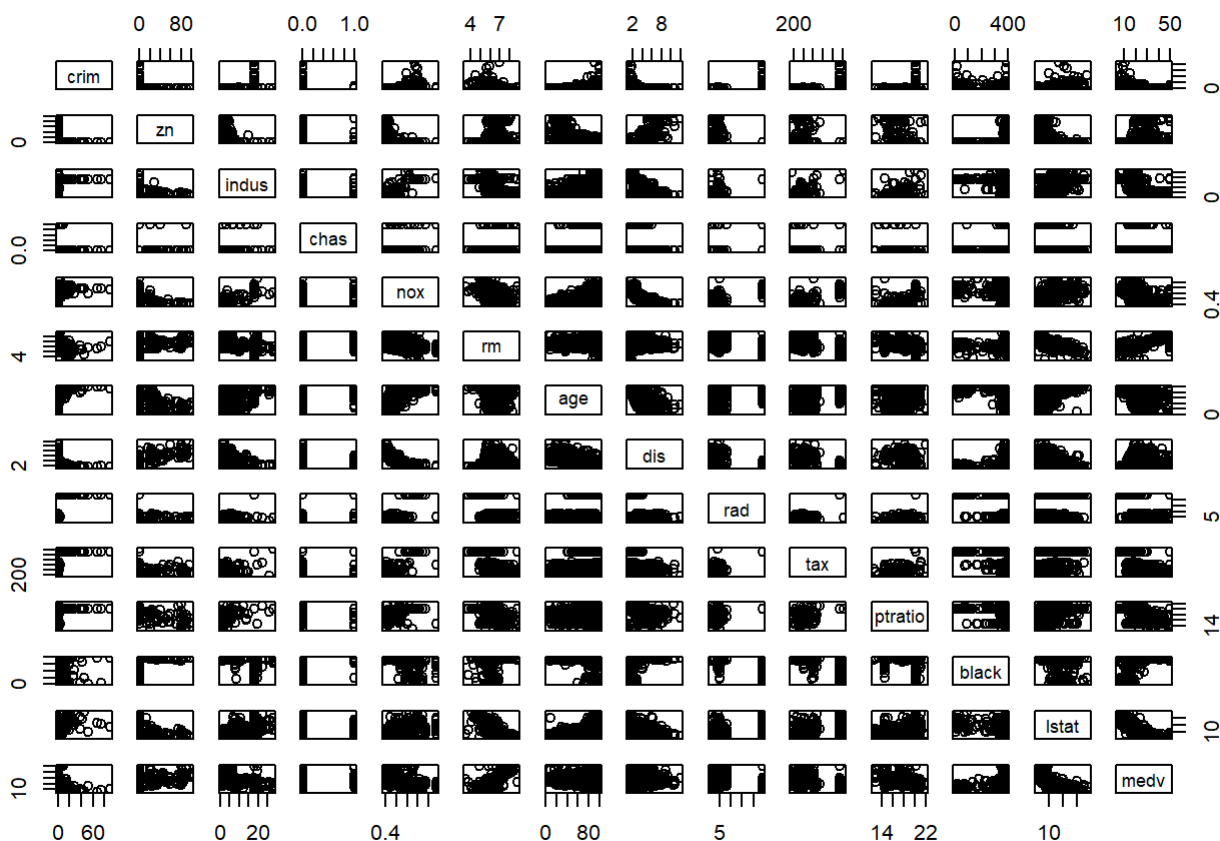 0 80 0.0 1.0 4 7 2 8 200 0 400 10 50
crim 0
0 zn
indus 0
0.0 chas
nox 0.4
4 rm
age 0
2 dis
rad 5
200 tax
ptratio 14
0 black
lstat 10
10 medv
0 60 0 20 0.4 0 80 5 14 22 10